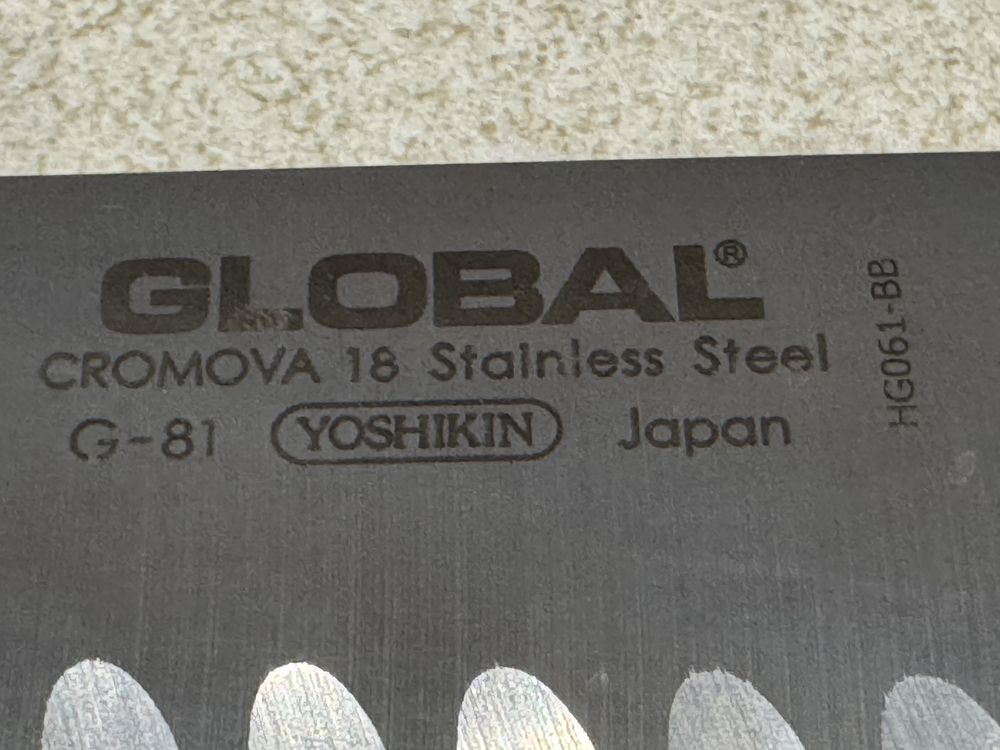 GLOBAL®
CROMOVA 18 Stainless Steel
G-81 YOSHIKIN Japan
HG061-BB